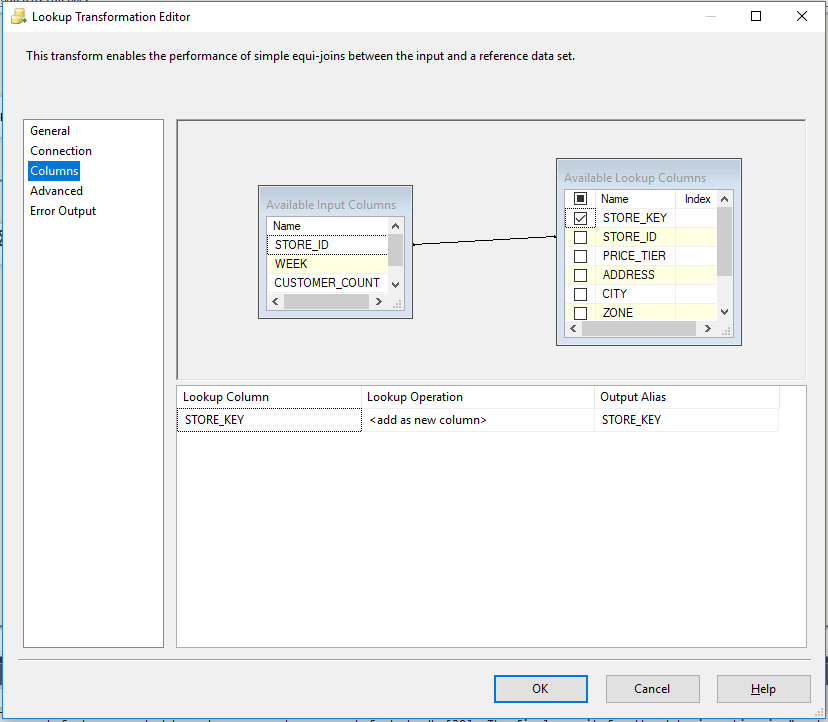 Lookup Transformation Editor
This transform enables the performance of simple equi-joins between the input and a reference data set.
General
Connection
Columns
Advanced
Error Output
Available Input Columns
Name
STORE_ID
WEEK
CUSTOMER_COUNT
Available Lookup Columns
Name Index
STORE_KEY
STORE_ID
PRICE_TIER
ADDRESS
CITY
ZONE
Lookup Column Lookup Operation Output Alias
STORE_KEY <add as new column> STORE_KEY
OK Cancel Help